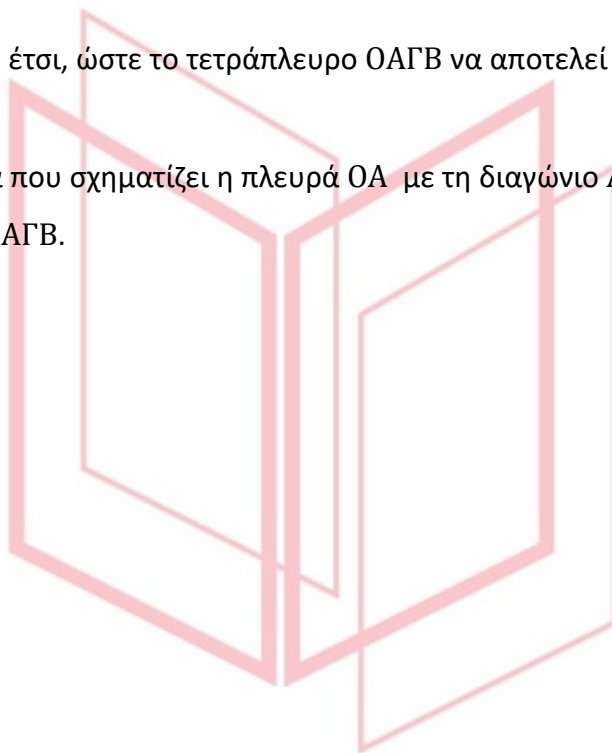 έτσι, ώστε το τετράπλευρο ΟΑΓΒ να αποτελεί
που σχηματίζει η πλευρά ΟΑ με τη διαγώνιο
ΑΓΒ.